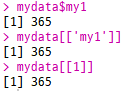 > mydata$my1
[1] 365
> mydata[['my1']]
[1] 365
> mydata[[1]]
[1] 365